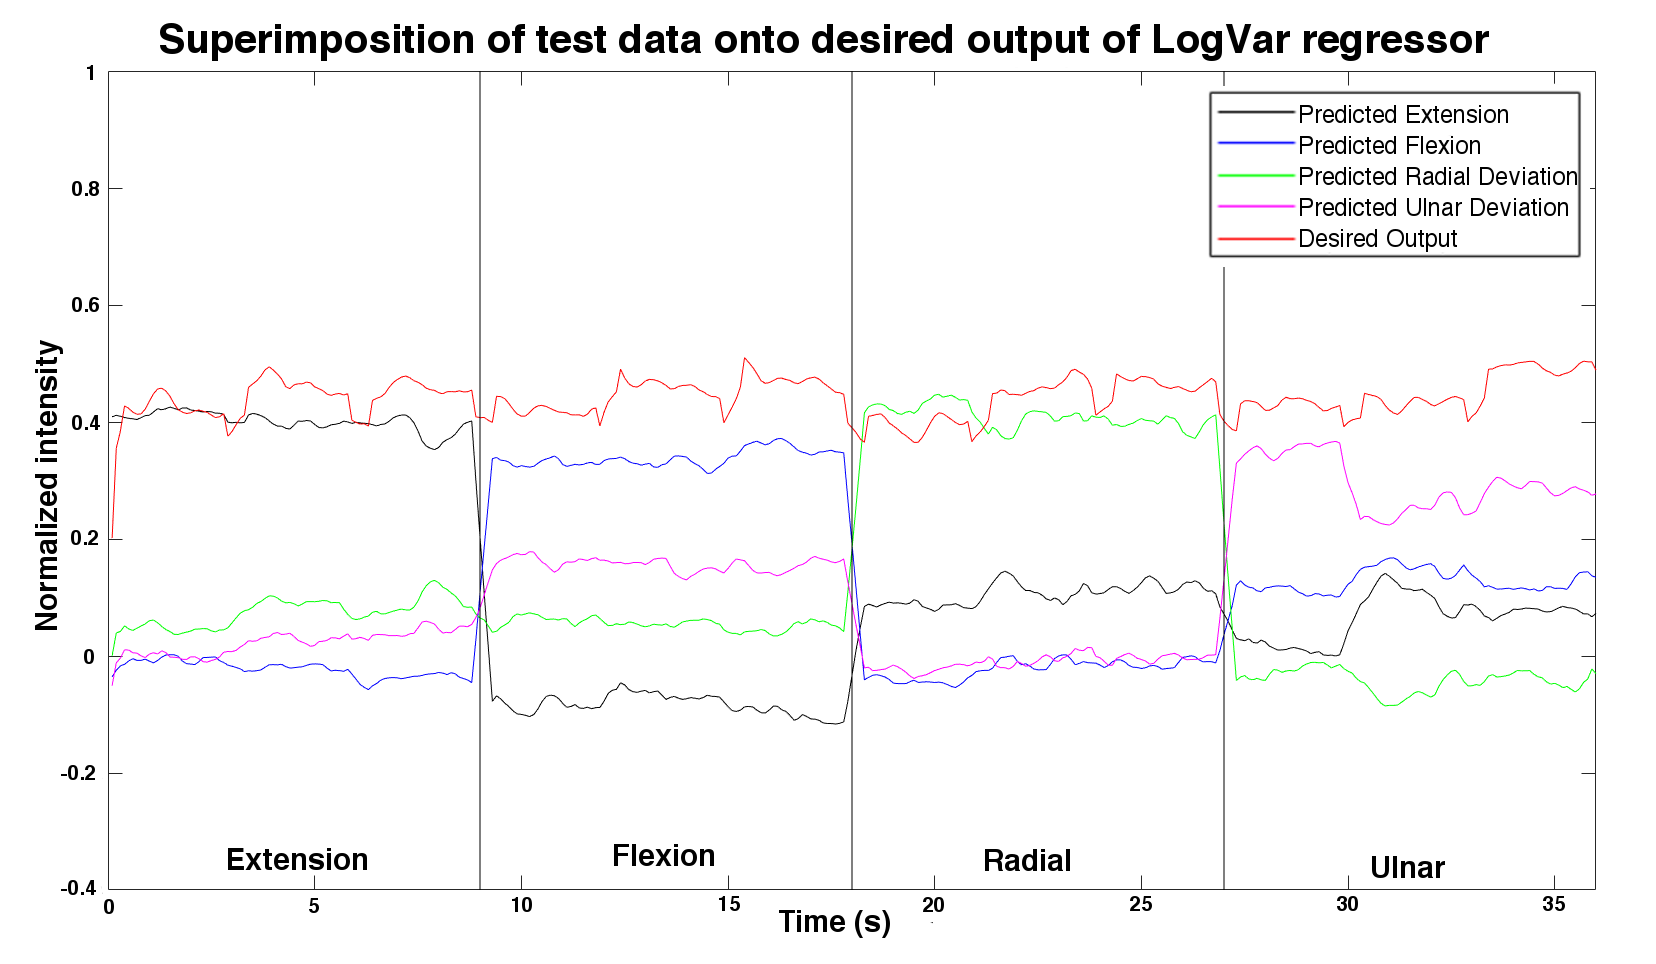 Superimposition of test data onto desired output of LogVar regressor
1
0.8
0.6
0.4
0.2
0
-0.2
-0.4
Normalized intensity
Predicted Extension
Predicted Flexion
Predicted Radial Deviation
Predicted Ulnar Deviation
Desired Output
Extension
Flexion
Radial
Ulnar
0 5 10 15 20 25 30 35
Time (s)